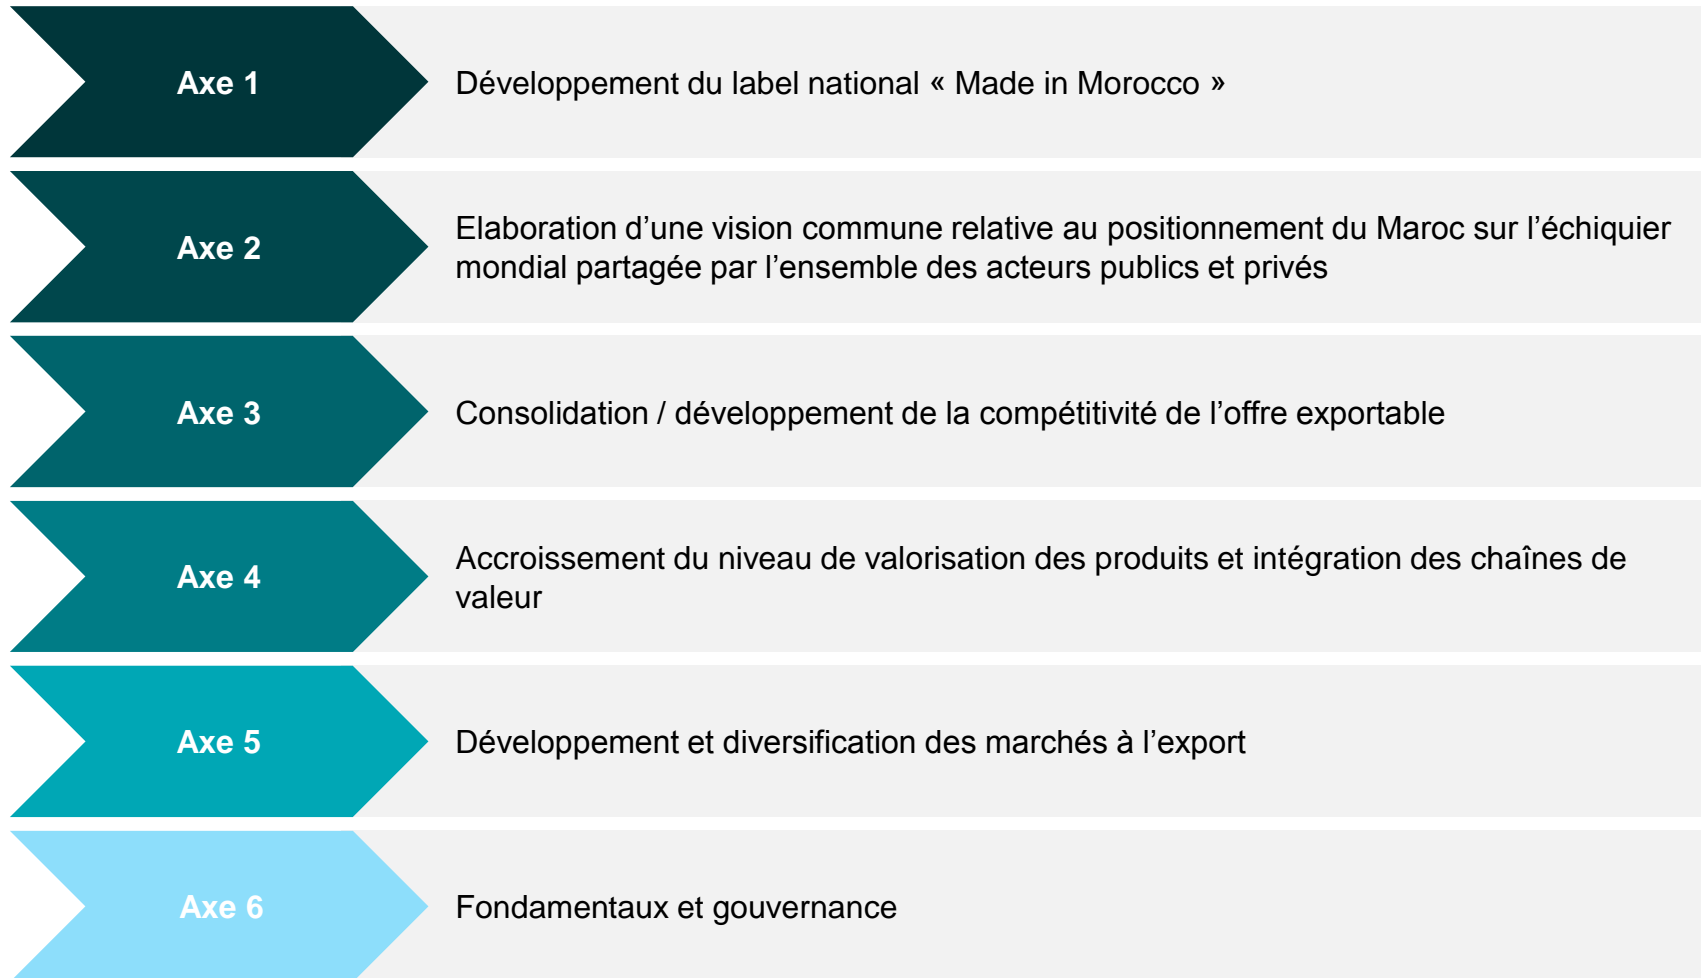 Axe 1
Développement du label national « Made in Morocco »
Axe 2
Elaboration d’une vision commune relative au positionnement du Maroc sur l’échiquier
mondial partagée par l’ensemble des acteurs publics et privés
Axe 3
Consolidation / développement de la compétitivité de l’offre exportable
Axe 4
Accroissement du niveau de valorisation des produits et intégration des chaînes de
valeur
Axe 5
Développement et diversification des marchés à l’export
Axe 6
Fondamentaux et gouvernance